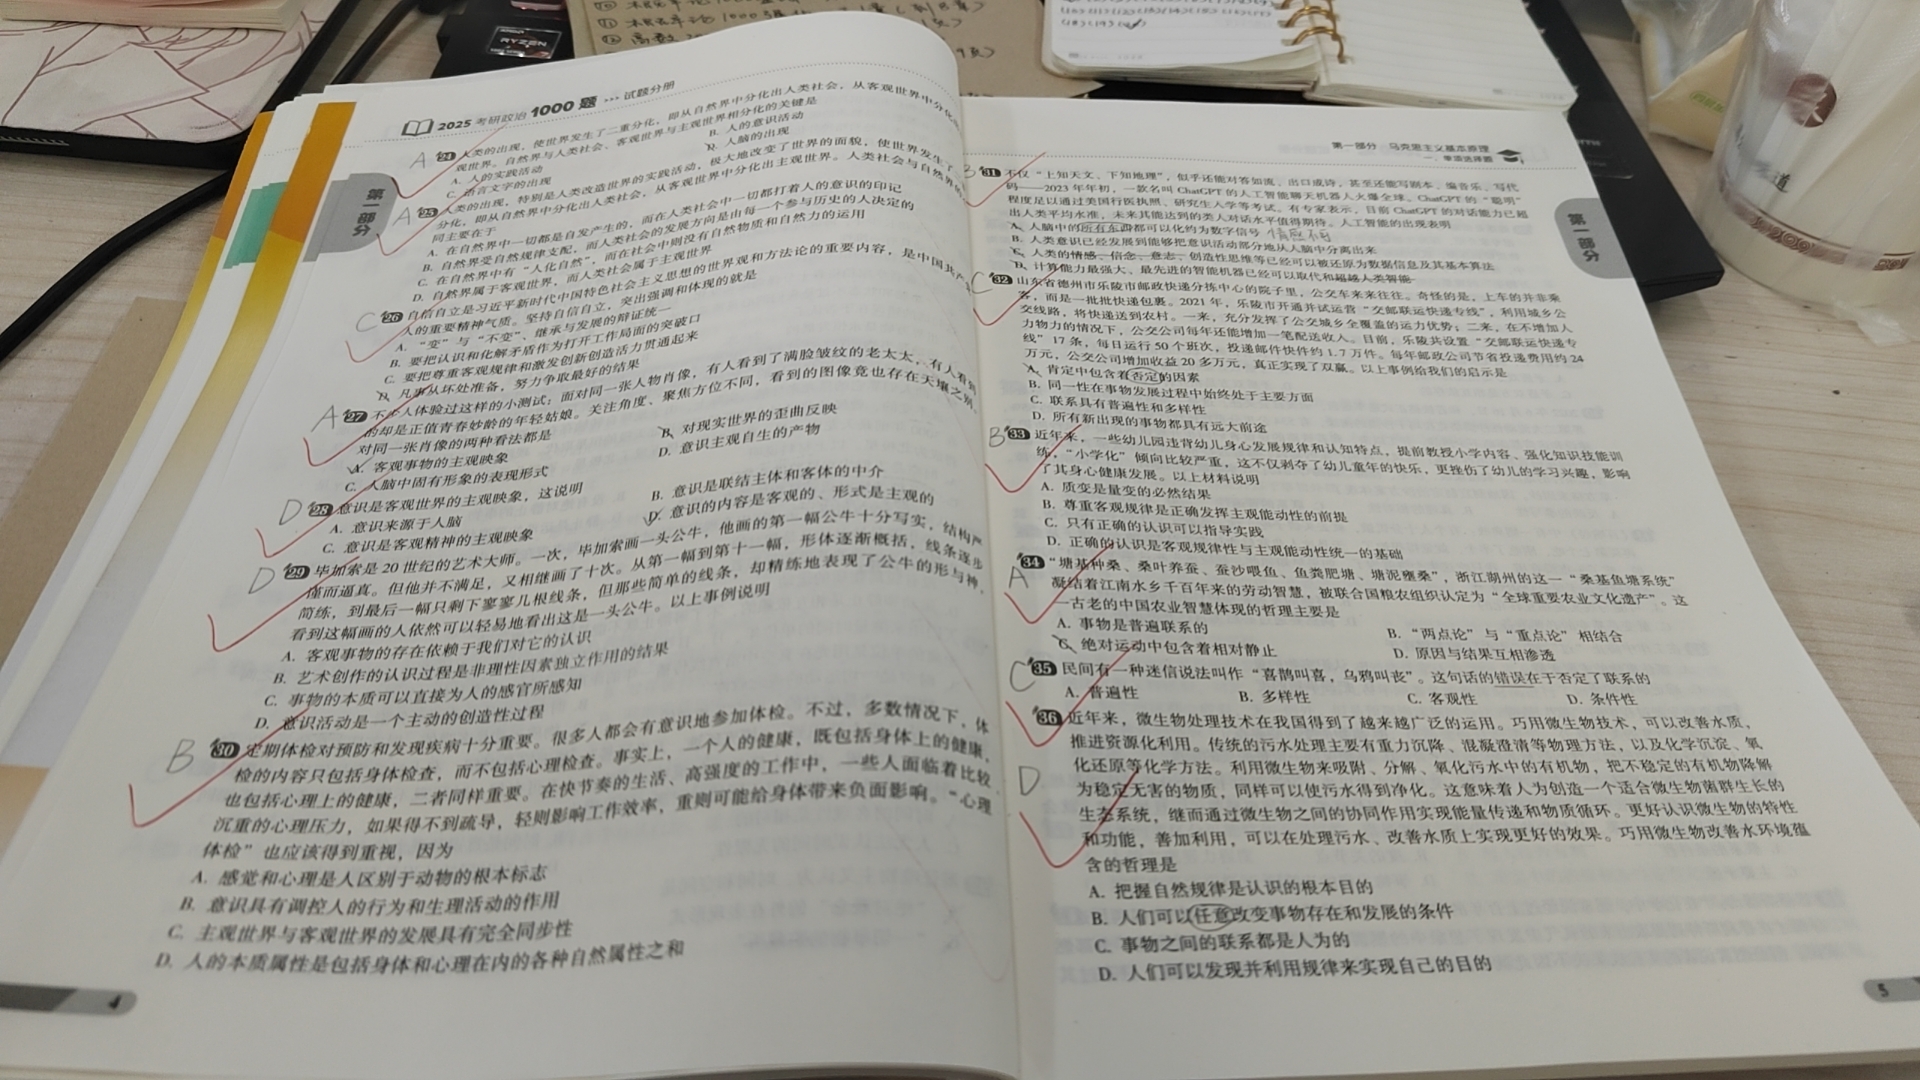 2025 考研政治 1000 题 >>> 试题分册
A 24 人类的出现，使世界发生了二重分化，即从自然界中分化出人类社会，从客观世界中分化
观世界。自然界与人类社会、客观世界与主观世界相分化的关键是
A. 人的实践活动 B. 人的意识活动
C. 语言文字的出现 D. 人脑的出现
A 25 人类的出现，特别是人类改造世界的实践活动，极大地改变了世界的面貌，使世界发生了
分化，即从自然界中分化出人类社会，从客观世界中分化出主观世界。人类社会与自然界的
同主要在于
A. 在自然界中一切都是自发产生的，而在人类社会中一切都打着人的意识的印记
B. 自然界受自然规律支配，而人类社会的发展方向是由每一个参与历史的人决定的
C. 在自然界中有“人化自然”，而在社会中则没有自然物质和自然力的运用
D. 自然界属于客观世界，而人类社会属于主观世界
C 26 自信自立是习近平新时代中国特色社会主义思想的世界观和方法论的重要内容，是中国共产
人的重要精神气质。坚持自信自立，突出强调和体现的就是
A. “变”与“不变”、继承与发展的辩证统一
B. 要把认识和化解矛盾作为打开工作局面的突破口
C. 要把尊重客观规律和激发创新创造活力贯通起来
D. 凡事从坏处准备，努力争取最好的结果
A 27 不少人体验过这样的小测试：面对同一张人物肖像，有人看到了满脸皱纹的老太太，有人看到
的却是正值青春妙龄的年轻姑娘。关注角度、聚焦方位不同，看到的图像竟也存在天壤之别。
对同一张肖像的两种看法都是
A. 客观事物的主观映象 B. 对现实世界的歪曲反映
C. 人脑中固有形象的表现形式 D. 意识主观自生的产物
D 28 意识是客观世界的主观映象，这说明
A. 意识来源于人脑 B. 意识是联结主体和客体的中介
C. 意识是客观精神的主观映象 D. 意识的内容是客观的、形式是主观的
D 29 毕加索是 20 世纪的艺术大师。一次，毕加索画一头公牛，他画的第一幅公牛十分写实，结构严
谨而逼真。但他并不满足，又相继画了十次。从第一幅到第十一幅，形体逐渐概括，线条逐步
简练，到最后一幅只剩下寥寥几根线条，但那些简单的线条，却精练地表现了公牛的形与神，
看到这幅画的人依然可以轻易地看出这是一头公牛。以上事例说明
A. 客观事物的存在依赖于我们对它的认识
B. 艺术创作的认识过程是非理性因素独立作用的结果
C. 事物的本质可以直接为人的感官所感知
D. 意识活动是一个主动的创造性过程
B 30 定期体检对预防和发现疾病十分重要。很多人都会有意识地参加体检。不过，多数情况下，体
检的内容只包括身体检查，而不包括心理检查。事实上，一个人的健康，既包括身体上的健康，
也包括心理上的健康，二者同样重要。在快节奏的生活、高强度的工作中，一些人面临着比较
沉重的心理压力，如果得不到疏导，轻则影响工作效率，重则可能给身体带来负面影响。“心理
体检”也应该得到重视，因为
A. 感觉和心理是人区别于动物的根本标志
B. 意识具有调控人的行为和生理活动的作用
C. 主观世界与客观世界的发展具有完全同步性
D. 人的本质属性是包括身体和心理在内的各种自然属性之和
4
第一部分
第一部分 马克思主义基本原理
一、单项选择题
B 31 不仅“上知天文、下知地理”，似乎还能对答如流、出口成诗，甚至还能写剧本、编音乐、写代
码——2023 年年初，一款名叫 ChatGPT 的人工智能聊天机器人火爆全球。ChatGPT 的“聪明”
程度足以通过美国行医执照、研究生入学等考试。有专家表示，目前 ChatGPT 的对话能力已超
出人类平均水准，未来其能达到的类人对话水平值得期待。人工智能的出现表明
A. 人脑中的所有东西都可以化约为数字信号
B. 人类意识已经发展到能够把意识活动部分地从人脑中分离出来
C. 人类的情感、信念、意志、创造性思维等已经可以被还原为数据信息及其基本算法
D. 计算能力最强大、最先进的智能机器已经可以取代和超越人类智能
C 32 山东省德州市乐陵市邮政快递分拣中心的院子里，公交车来来往往。奇怪的是，上车的并非乘
客，而是一批批快递包裹。2021 年，乐陵市开通并试运营“交邮联运快递专线”，利用城乡公
交线路，将快递送到农村。一来，充分发挥了公交城乡全覆盖的运力优势；二来，在不增加人
力物力的情况下，公交公司每年还能增加一笔配送收入。目前，乐陵共设置“交邮联运快递专
线”17 条，每日运行 50 个班次，投递邮件快件约 1.7 万件。每年邮政公司节省投递费用约 24
万元，公交公司增加收益 20 多万元，真正实现了双赢。以上事例给我们的启示是
A. 肯定中包含着否定的因素
B. 同一性在事物发展过程中始终处于主要方面
C. 联系具有普遍性和多样性
D. 所有新出现的事物都具有远大前途
B 33 近年来，一些幼儿园违背幼儿身心发展规律和认知特点，提前教授小学内容、强化知识技能训
练，“小学化”倾向比较严重，这不仅剥夺了幼儿童年的快乐，更挫伤了幼儿的学习兴趣，影响
了其身心健康发展。以上材料说明
A. 质变是量变的必然结果
B. 尊重客观规律是正确发挥主观能动性的前提
C. 只有正确的认识可以指导实践
D. 正确的认识是客观规律性与主观能动性统一的基础
A 34 “塘基种桑、桑叶养蚕、蚕沙喂鱼、鱼粪肥塘、塘泥壅桑”，浙江湖州的这一“桑基鱼塘系统”
凝结着江南水乡千百年来的劳动智慧，被联合国粮农组织认定为“全球重要农业文化遗产”。这
一古老的中国农业智慧体现的哲理主要是
A. 事物是普遍联系的 B. “两点论”与“重点论”相结合
C. 绝对运动中包含着相对静止 D. 原因与结果互相渗透
C 35 民间有一种迷信说法叫作“喜鹊叫喜，乌鸦叫丧”。这句话的错误在于否定了联系的
A. 普遍性 B. 多样性 C. 客观性 D. 条件性
D 36 近年来，微生物处理技术在我国得到了越来越广泛的运用。巧用微生物技术，可以改善水质，
推进资源化利用。传统的污水处理主要有重力沉降、混凝澄清等物理方法，以及化学沉淀、氧
化还原等化学方法。利用微生物来吸附、分解、氧化污水中的有机物，把不稳定的有机物降解
为稳定无害的物质，同样可以使污水得到净化。这意味着人为创造一个适合微生物菌群生长的
生态系统，继而通过微生物之间的协同作用实现能量传递和物质循环。更好认识微生物的特性
和功能，善加利用，可以在处理污水、改善水质上实现更好的效果。巧用微生物改善水环境蕴
含的哲理是
A. 把握自然规律是认识的根本目的
B. 人们可以任意改变事物存在和发展的条件
C. 事物之间的联系都是人为的
D. 人们可以发现并利用规律来实现自己的目的
5
第一部分
RYZEN
道